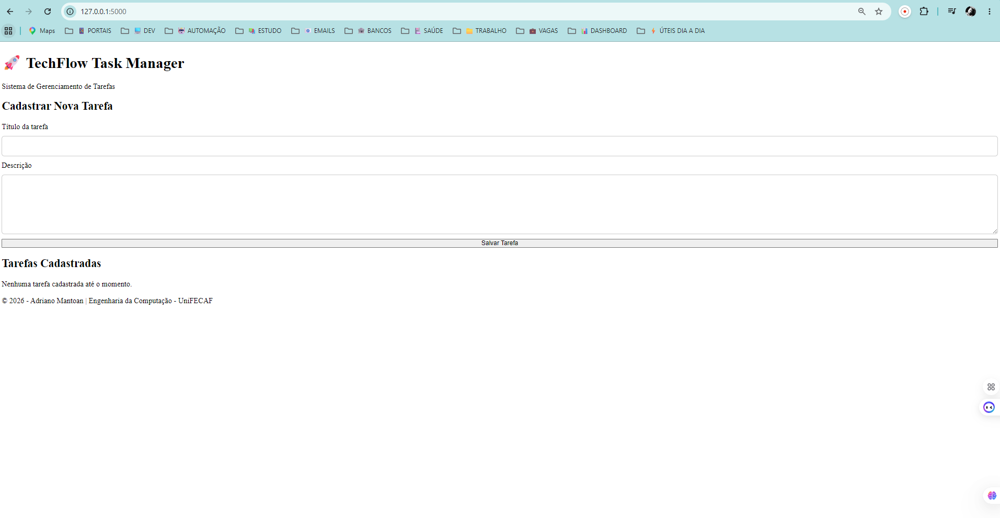 127.0.0.1:5000
Maps PORTAIS DEV AUTOMAÇÃO ESTUDO EMAILS BANCOS SAÚDE TRABALHO VAGAS DASHBOARD ÚTEIS DIA A DIA
🚀 TechFlow Task Manager
Sistema de Gerenciamento de Tarefas
Cadastrar Nova Tarefa
Título da tarefa
Descrição
Salvar Tarefa
Tarefas Cadastradas
Nenhuma tarefa cadastrada até o momento.
© 2026 - Adriano Mantoan | Engenharia da Computação - UniFECAF